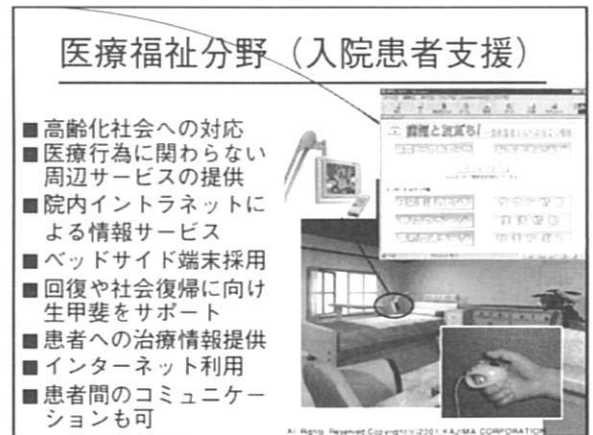 医療福祉分野（入院患者支援）
■高齢化社会への対応
■医療行為に関わらない
周辺サービスの提供
■院内イントラネットに
よる情報サービス
■ベッドサイド端末採用
■回復や社会復帰に向け
生甲斐をサポート
■患者への治療情報提供
■インターネット利用
■患者間のコミュニケー
ションも可
All Rights Reserved Copyright(c)2001 KAJIMA CORPORATION